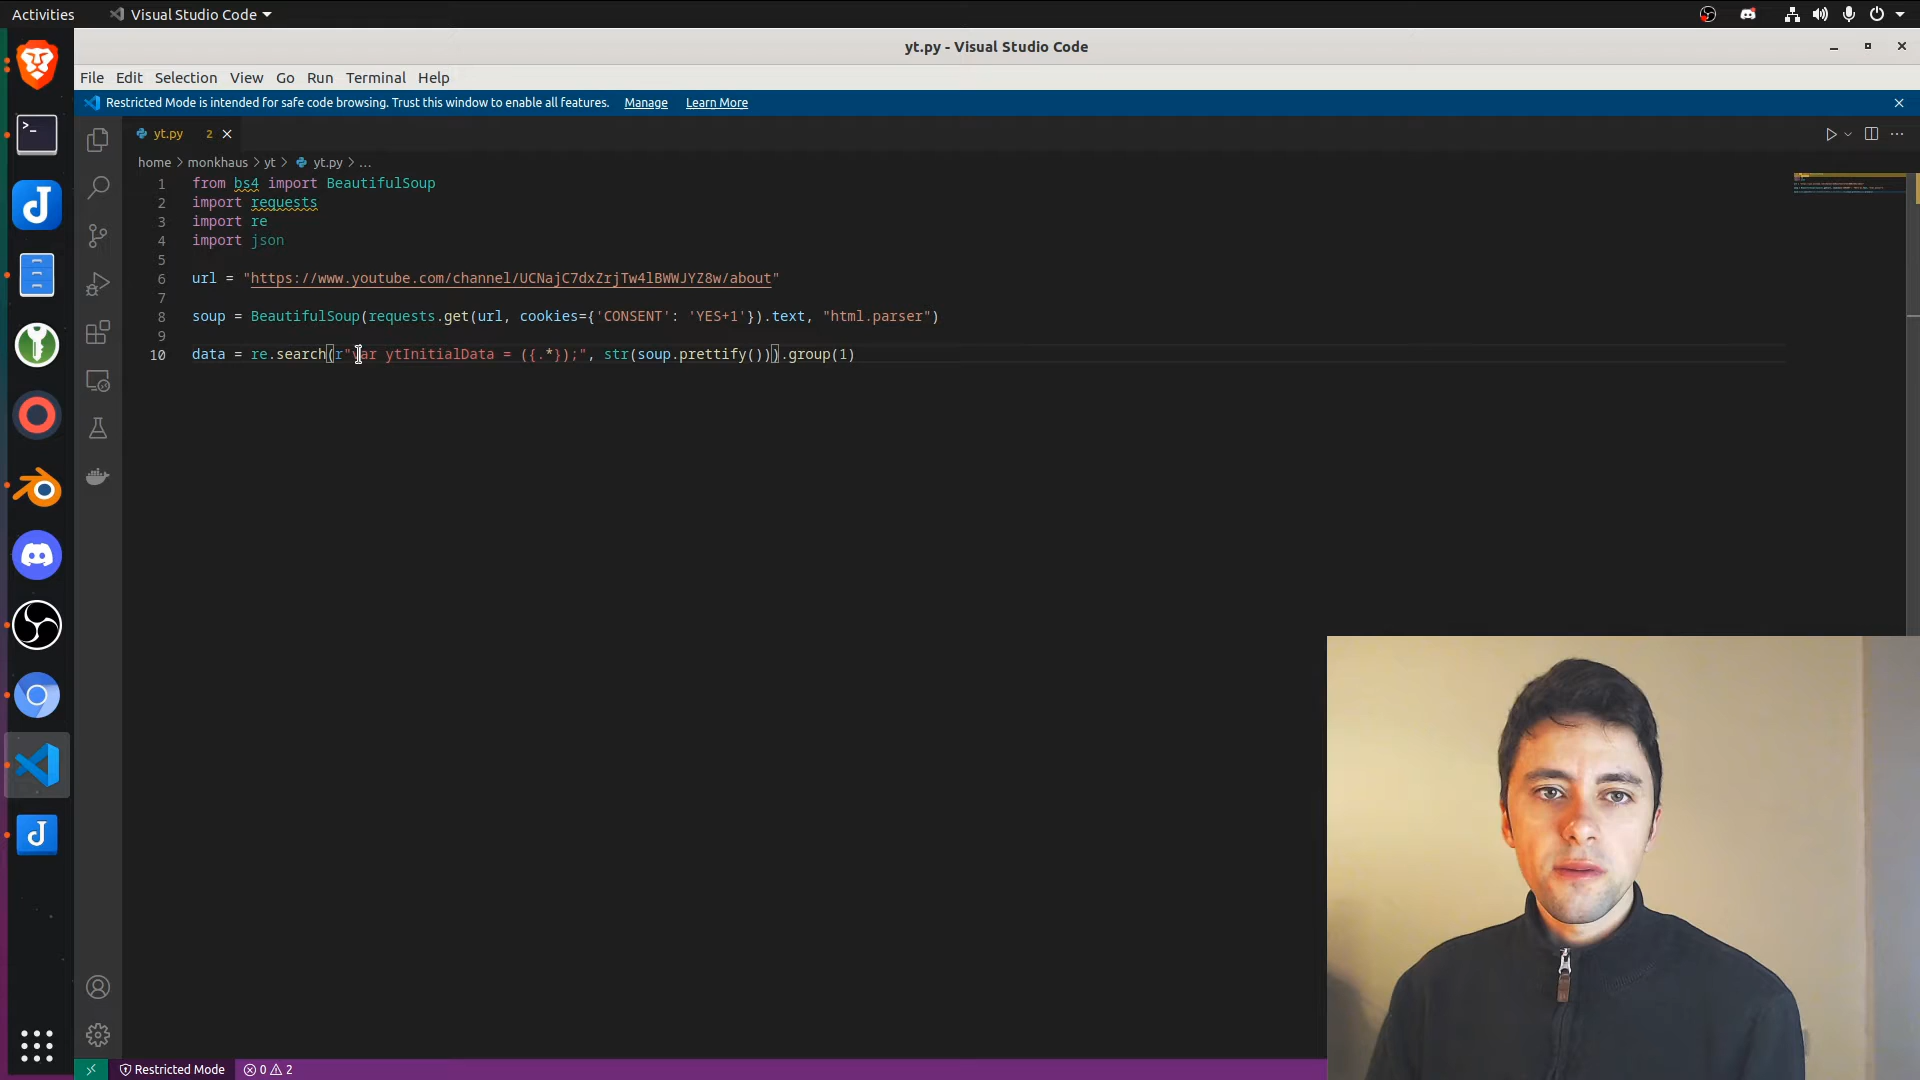 Activities
Visual Studio Code
yt.py - Visual Studio Code
File Edit Selection View Go Run Terminal Help
Restricted Mode is intended for safe code browsing. Trust this window to enable all features. Manage Learn More
yt.py 2
home > monkhaus > yt > yt.py > ...
1 from bs4 import BeautifulSoup
2 import requests
3 import re
4 import json
5
6 url = "https://www.youtube.com/channel/UCNajC7dxZrjTw4lBWWJYZ8w/about"
7
8 soup = BeautifulSoup(requests.get(url, cookies={'CONSENT': 'YES+1'}).text, "html.parser")
9
10 data = re.search(r"var ytInitialData = ({.*});", str(soup.prettify())).group(1)
Restricted Mode 0 2